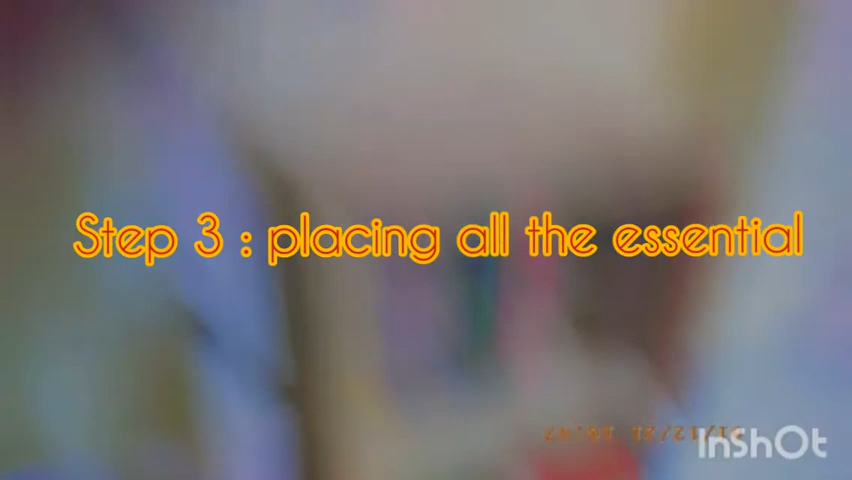 Step 3 : placing all the essential
InShOt